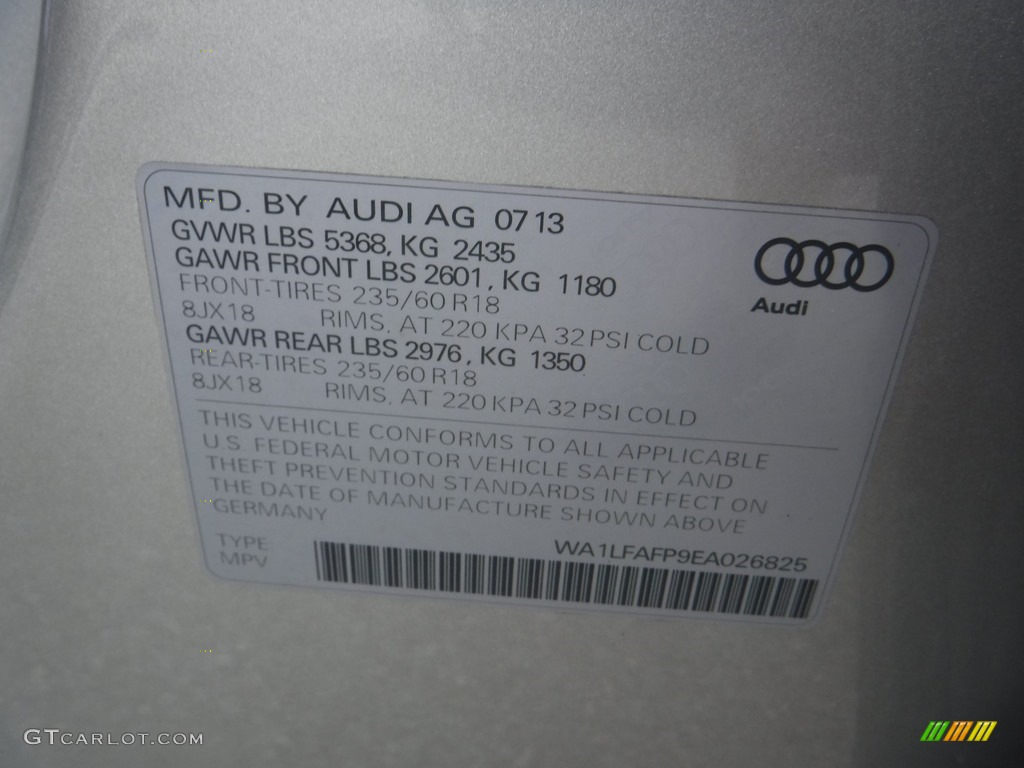 MFD. BY AUDI AG 0713
GVWR LBS 5368, KG 2435
GAWR FRONT LBS 2601, KG 1180
FRONT-TIRES 235/60 R18
8JX18 RIMS, AT 220 KPA 32 PSI COLD
GAWR REAR LBS 2976, KG 1350
REAR-TIRES 235/60 R18
8JX18 RIMS, AT 220 KPA 32 PSI COLD
Audi
THIS VEHICLE CONFORMS TO ALL APPLICABLE
U.S. FEDERAL MOTOR VEHICLE SAFETY AND
THEFT PREVENTION STANDARDS IN EFFECT ON
THE DATE OF MANUFACTURE SHOWN ABOVE
GERMANY
TYPE
MPV
WA1LFAFP9EA026825
GTCARLOT.COM